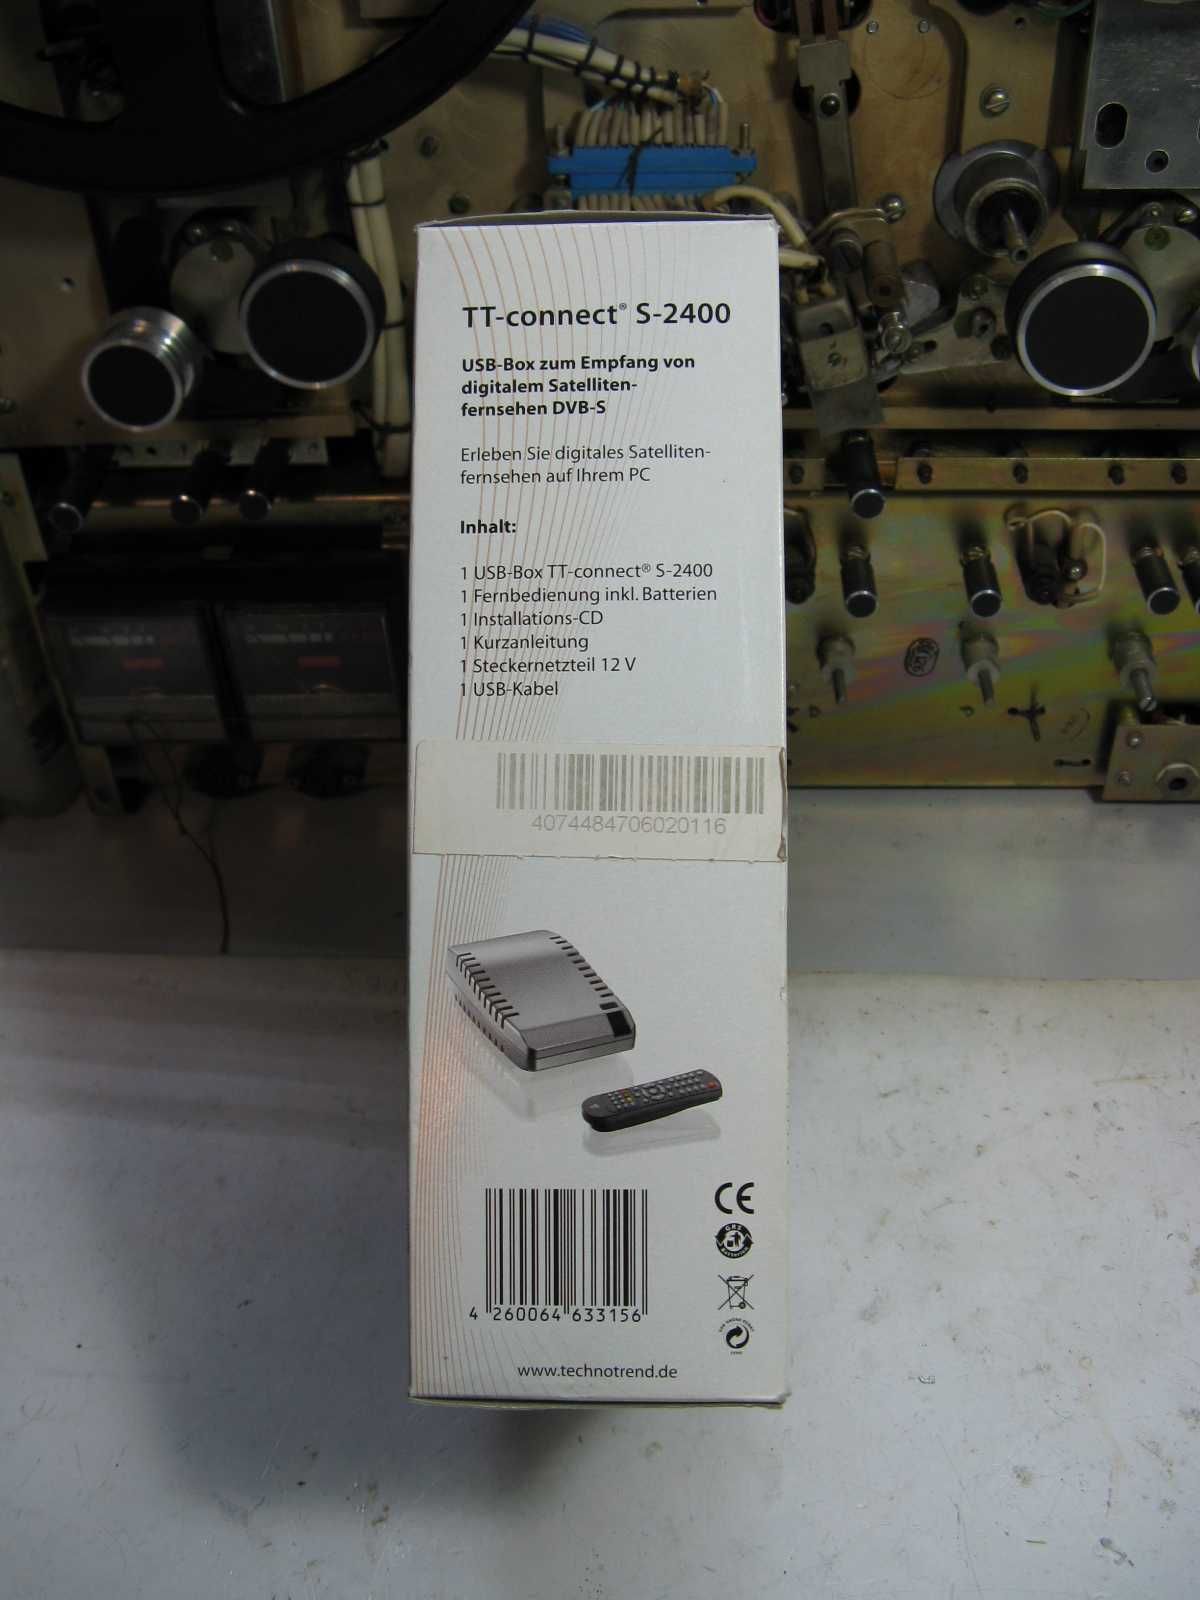 TT-connect® S-2400
USB-Box zum Empfang von
digitalem Satelliten-
fernsehen DVB-S
Erleben Sie digitales Satelliten-
fernsehen auf Ihrem PC
Inhalt:
1 USB-Box TT-connect® S-2400
1 Fernbedienung inkl. Batterien
1 Installations-CD
1 Kurzanleitung
1 Steckernetzteil 12 V
1 USB-Kabel
4074484706020116
CE
GRS
Batterien
4 260064 633156
www.technotrend.de